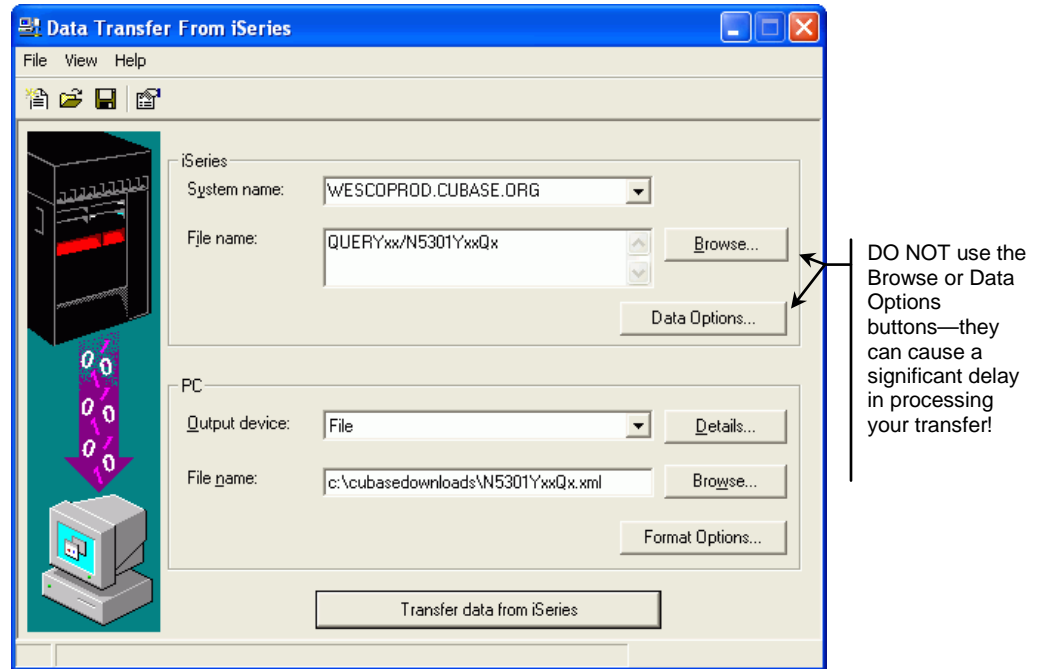 Data Transfer From iSeries
File View Help
iSeries
System name:
WESCOPROD.CUBASE.ORG
File name:
QUERYxx/N5301YxxQx
Browse...
Data Options...
PC
Output device:
File
Details...
File name:
c:\cubasedownloads\N5301YxxQx.xml
Browse...
Format Options...
Transfer data from iSeries
DO NOT use the
Browse or Data
Options
buttons—they
can cause a
significant delay
in processing
your transfer!